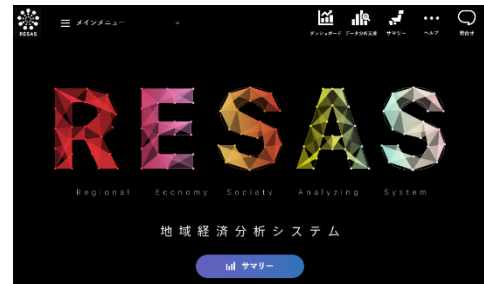 RESAS
メインメニュー
ダッシュボード データ分析支援 サマリー ヘルプ 問合せ
RESAS
Regional Economy Society Analyzing System
地域経済分析システム
サマリー